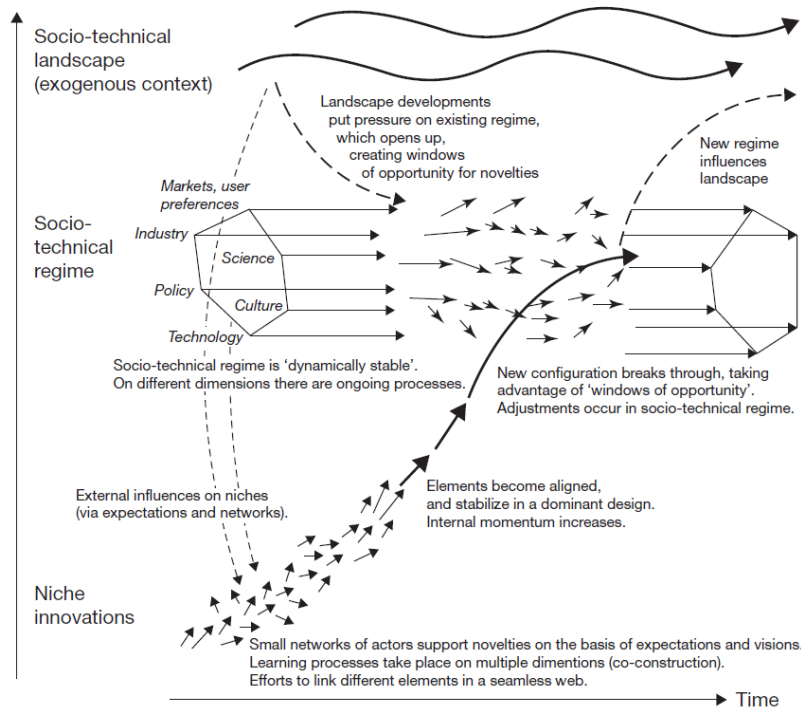 Socio-technical
landscape
(exogenous context)
Landscape developments
put pressure on existing regime,
which opens up,
creating windows
of opportunity for novelties
New regime
influences
landscape
Markets, user
preferences
Socio-
technical
regime
Industry
Science
Policy
Culture
Technology
Socio-technical regime is ‘dynamically stable’.
On different dimensions there are ongoing processes.
New configuration breaks through, taking
advantage of ‘windows of opportunity’.
Adjustments occur in socio-technical regime.
External influences on niches
(via expectations and networks).
Elements become aligned,
and stabilize in a dominant design.
Internal momentum increases.
Niche
innovations
Small networks of actors support novelties on the basis of expectations and visions.
Learning processes take place on multiple dimentions (co-construction).
Efforts to link different elements in a seamless web.
Time